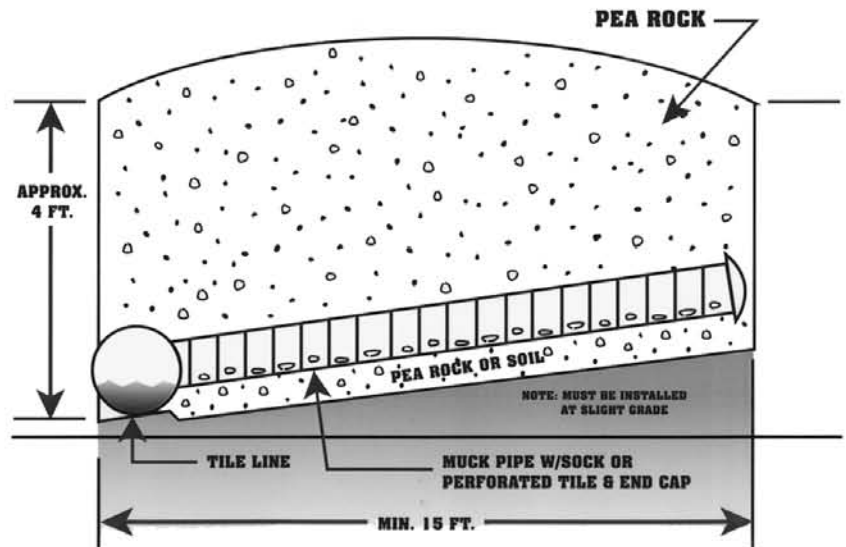 PEA ROCK
APPROX.
4 FT.
PEA ROCK OR SOIL
NOTE: MUST BE INSTALLED
AT SLIGHT GRADE
TILE LINE
MUCK PIPE W/SOCK OR
PERFORATED TILE & END CAP
MIN. 15 FT.